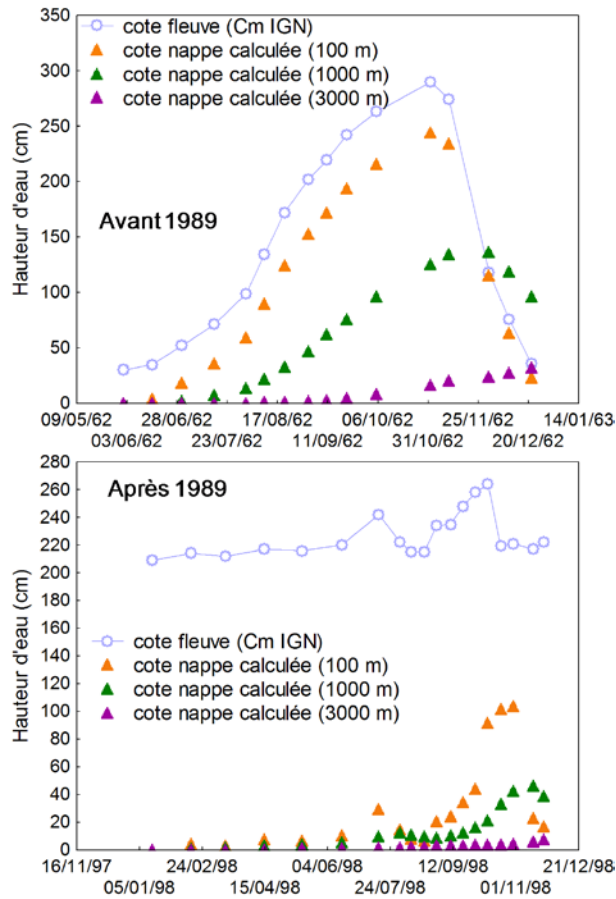 350
300
250
200
150
100
50
0
Hauteur d'eau (cm)
cote fleuve (Cm IGN)
cote nappe calculée (100 m)
cote nappe calculée (1000 m)
cote nappe calculée (3000 m)
Avant 1989
09/05/62 28/06/62 17/08/62 06/10/62 25/11/62 14/01/63
03/06/62 23/07/62 11/09/62 31/10/62 20/12/62
280
260
240
220
200
180
160
140
120
100
80
60
40
20
0
Hauteur d'eau (cm)
Après 1989
cote fleuve (Cm IGN)
cote nappe calculée (100 m)
cote nappe calculée (1000 m)
cote nappe calculée (3000 m)
16/11/97 24/02/98 04/06/98 12/09/98 21/12/98
05/01/98 15/04/98 24/07/98 01/11/98